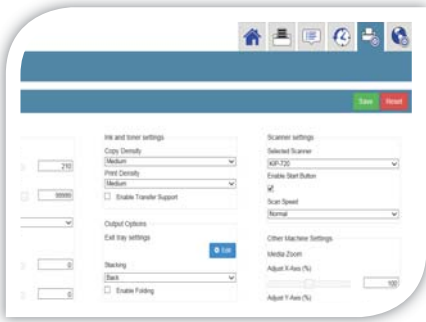 Save Reset
210
99999
0
0
Ink and toner settings
Copy Density
Medium
Print Density
Medium
Enable Transfer Support
Output Options
Exit tray settings
Edit
Stacking
Back
Enable Folding
Scanner settings
Selected Scanner
KIP-720
Enable Start Button
Scan Speed
Normal
Other Machine Settings
Media Zoom
Adjust X-Axis (%)
100
Adjust Y-Axis (%)